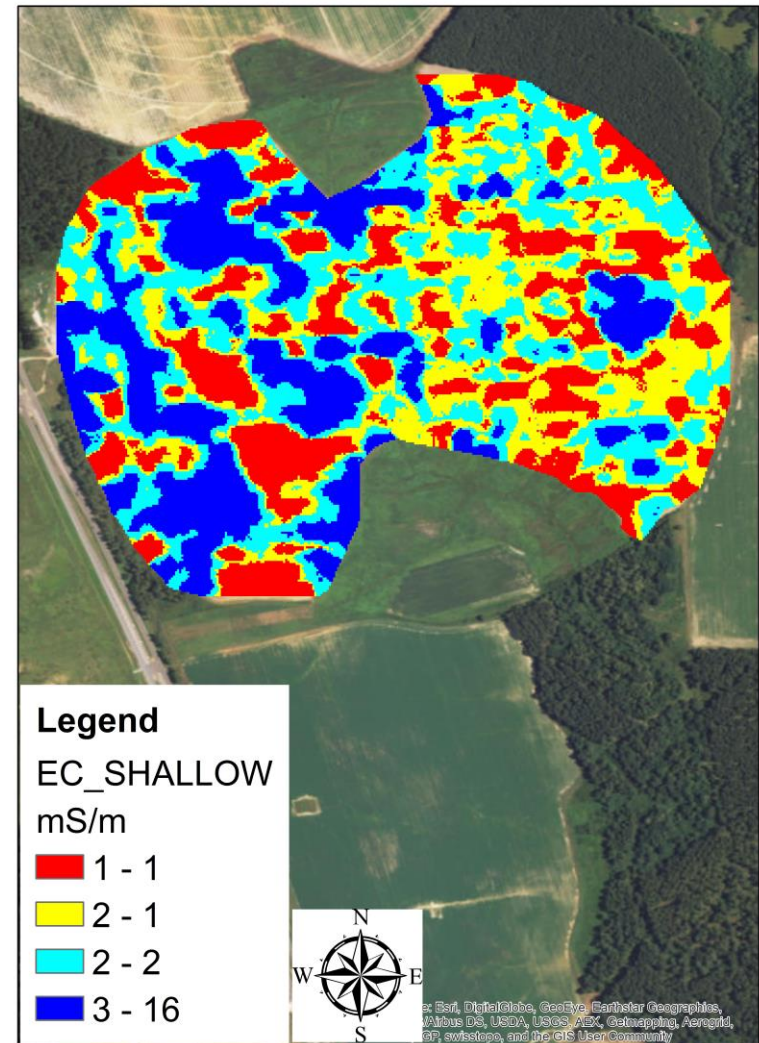 Legend
EC_SHALLOW
mS/m
1 - 1
2 - 1
2 - 2
3 - 16
N
W E
S
Esri, DigitalGlobe, GeoEye, Earthstar Geographics,
Airbus DS, USDA, USGS, AEX, Getmapping, Aerogrid,
swisstopo, and the GIS User Community